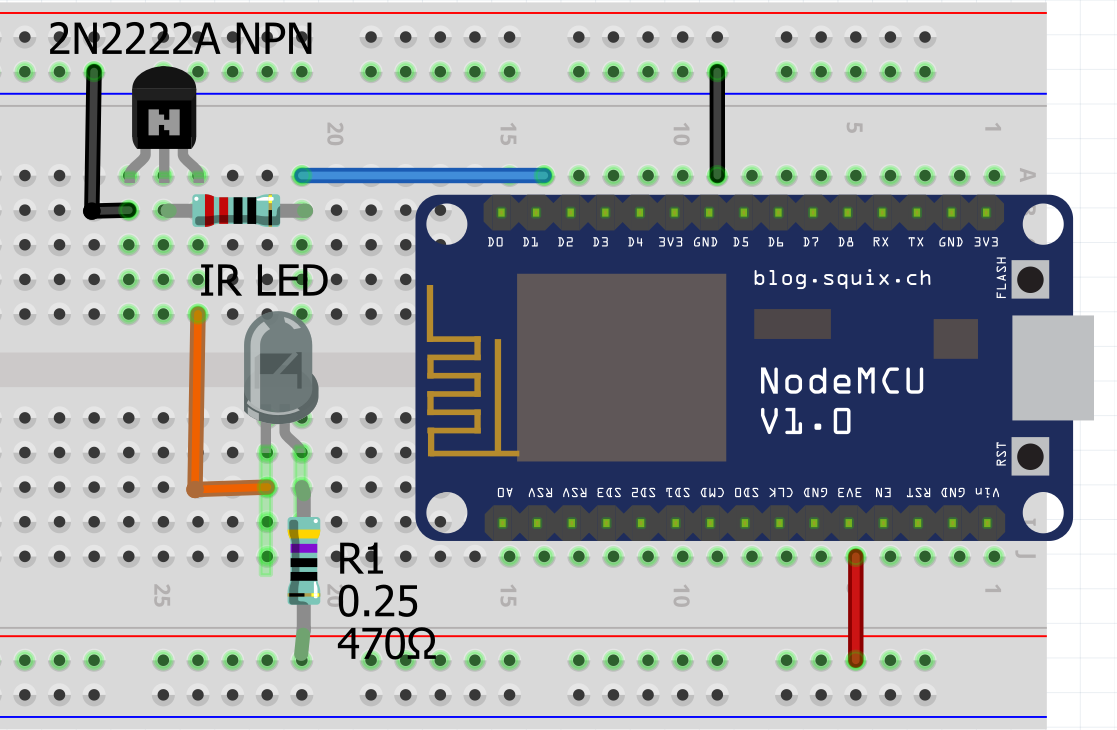 2N2222A NPN
20
15
10
5
1
A
D0 D1 D2 D3 D4 3V3 GND D5 D6 D7 D8 RX TX GND 3V3
IR LED
blog.squix.ch
FLASH
NodeMCU
V1.0
RST
A0 RSV RSV SD3 SD2 SD1 CMD SD0 CLK GND 3V3 EN RST GND Vin
J
R1
0.25
470Ω
25
20
15
10
1